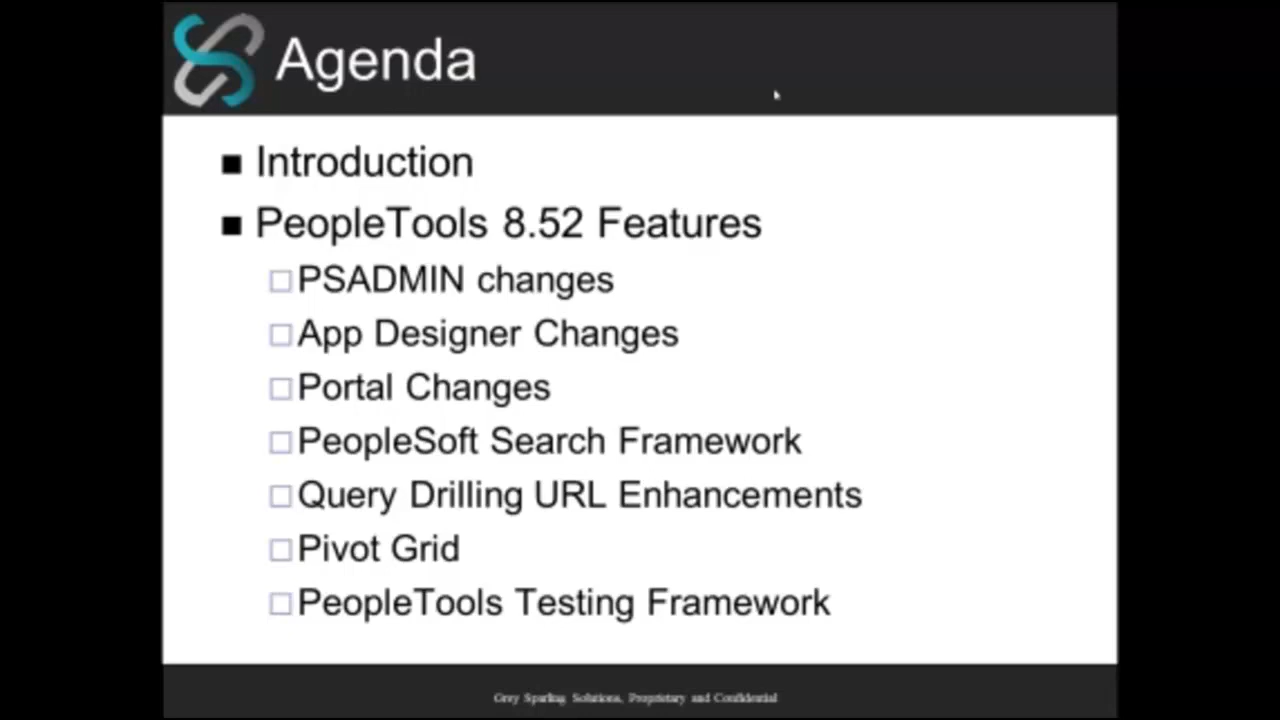 Agenda
Introduction
PeopleTools 8.52 Features
PSADMIN changes
App Designer Changes
Portal Changes
PeopleSoft Search Framework
Query Drilling URL Enhancements
Pivot Grid
PeopleTools Testing Framework
Grey Sparling Solutions, Proprietary and Confidential